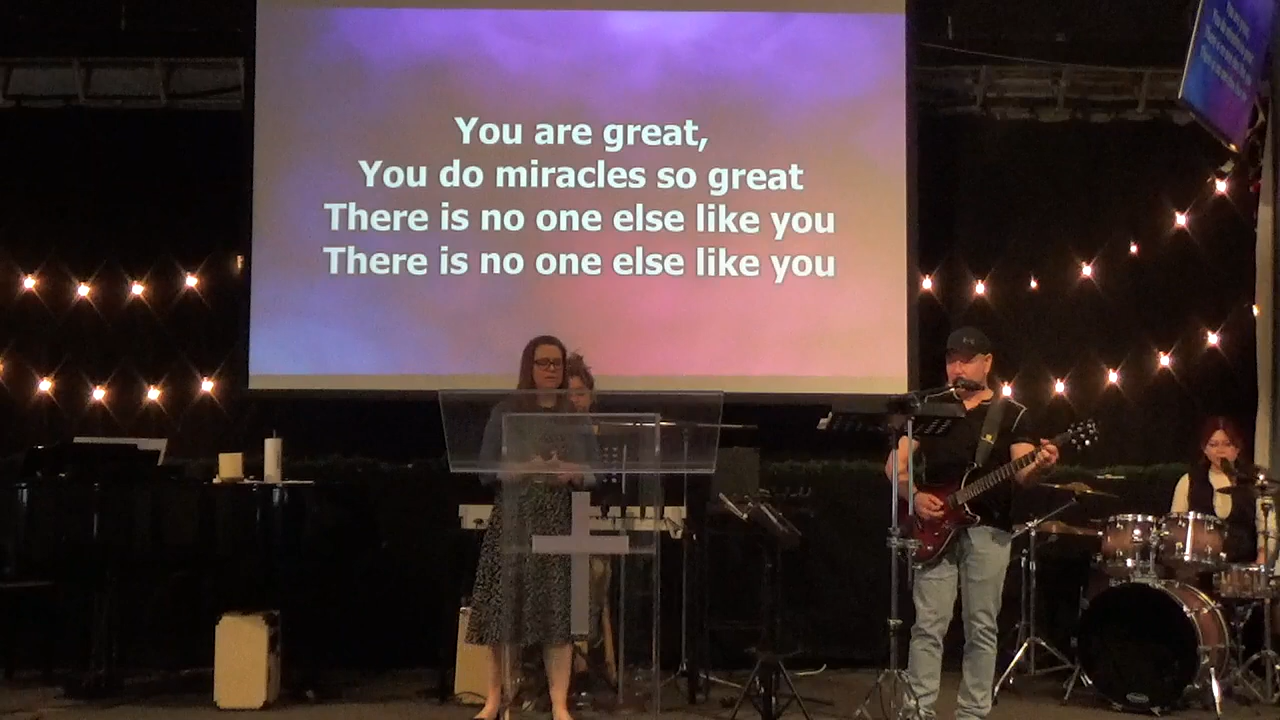 You are great,
You do miracles so great
There is no one else like you
There is no one else like you